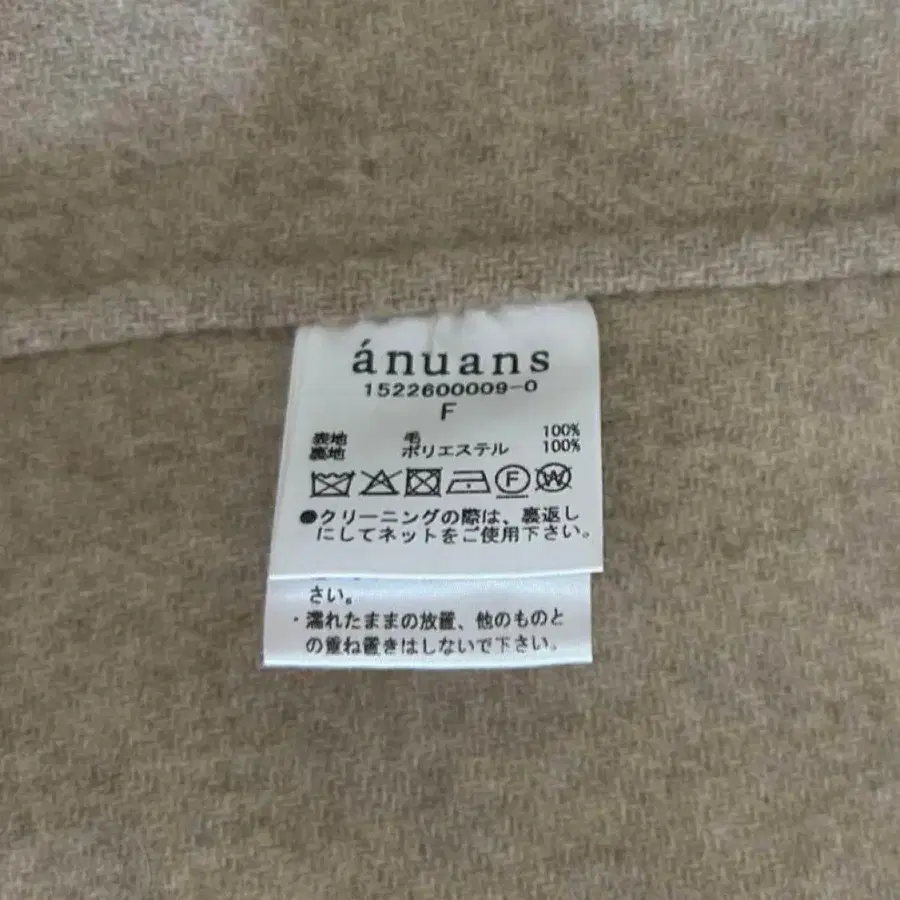 ánuans
1522600009-0
F
表地 毛 100%
裏地 ポリエステル 100%
F W
●クリーニングの際は、裏返し
にしてネットをご使用下さい。
さい。
・濡れたままの放置、他のものと
の重ね置きはしないで下さい。